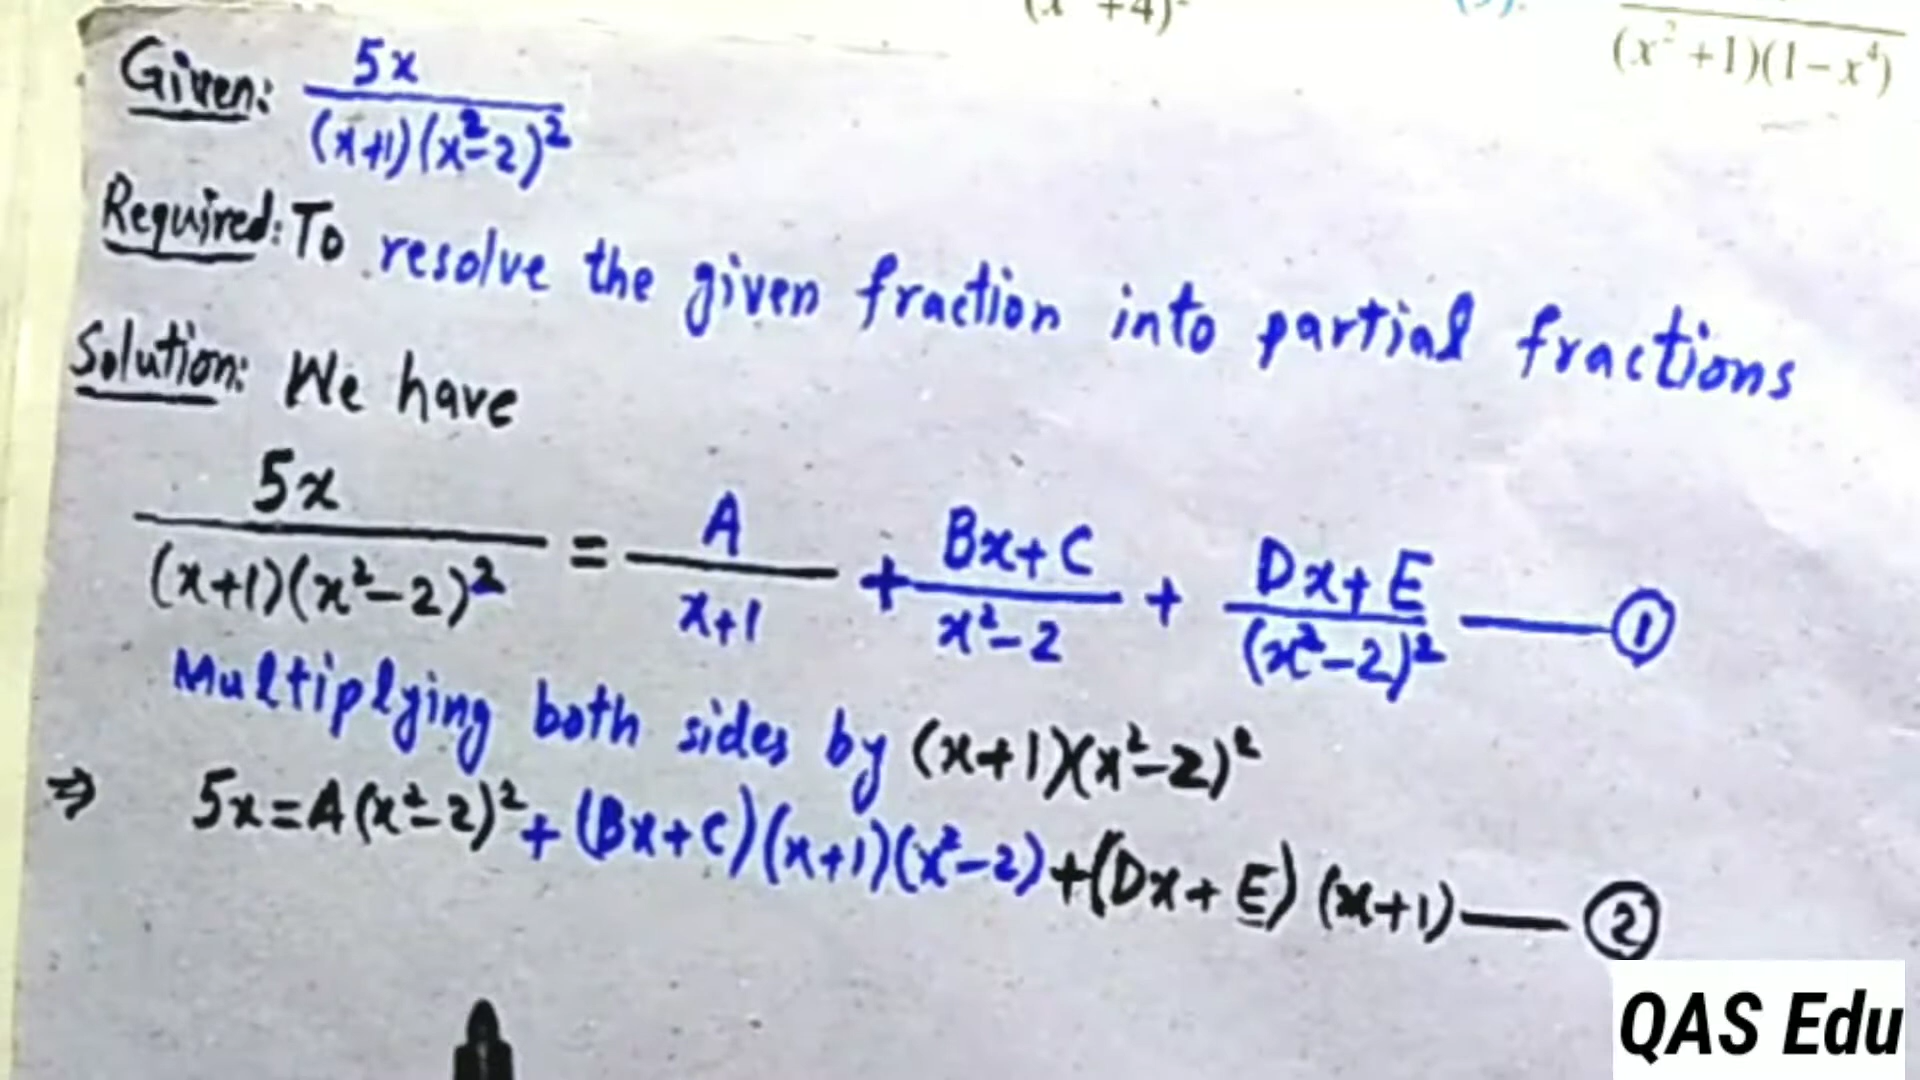 +4)
(x² +1)(1−x⁴)
Given: 5x / (x+1)(x²-2)²
Required: To resolve the given fraction into partial fractions
Solution: We have
5x / (x+1)(x²-2)² = A / x+1 + Bx+C / x²-2 + Dx+E / (x²-2)² — ①
Multiplying both sides by (x+1)(x²-2)²
⇒ 5x=A(x²-2)²+(Bx+C)(x+1)(x²-2)+(Dx+E)(x+1) — ②
QAS Edu